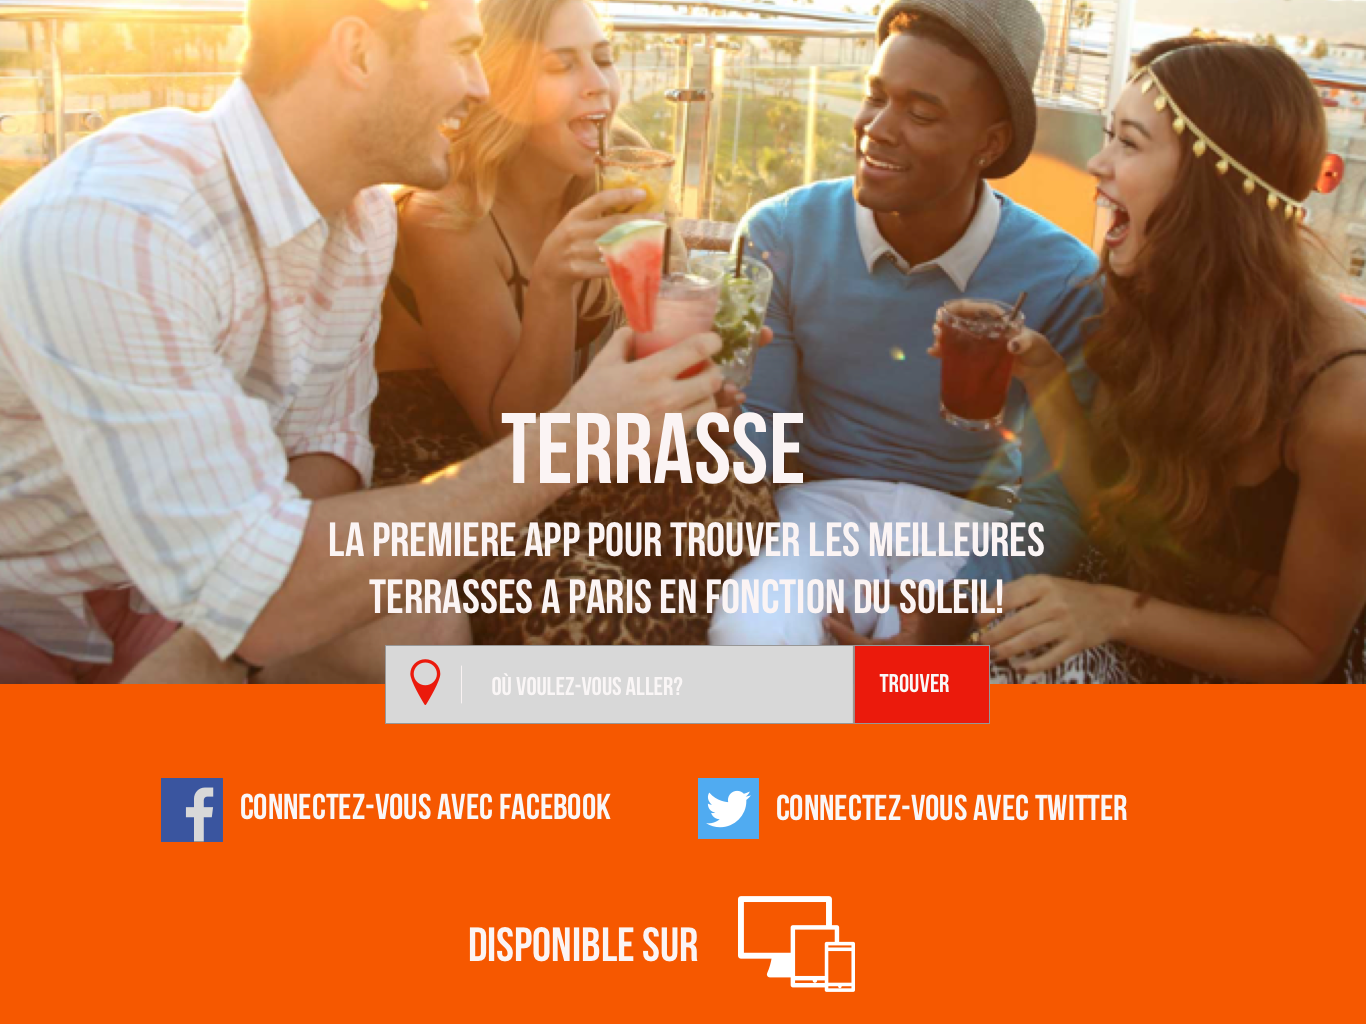 TERRASSE
LA PREMIERE APP POUR TROUVER LES MEILLEURES
TERRASSES A PARIS EN FONCTION DU SOLEIL!
OÙ VOULEZ-VOUS ALLER?
TROUVER
CONNECTEZ-VOUS AVEC FACEBOOK
CONNECTEZ-VOUS AVEC TWITTER
DISPONIBLE SUR